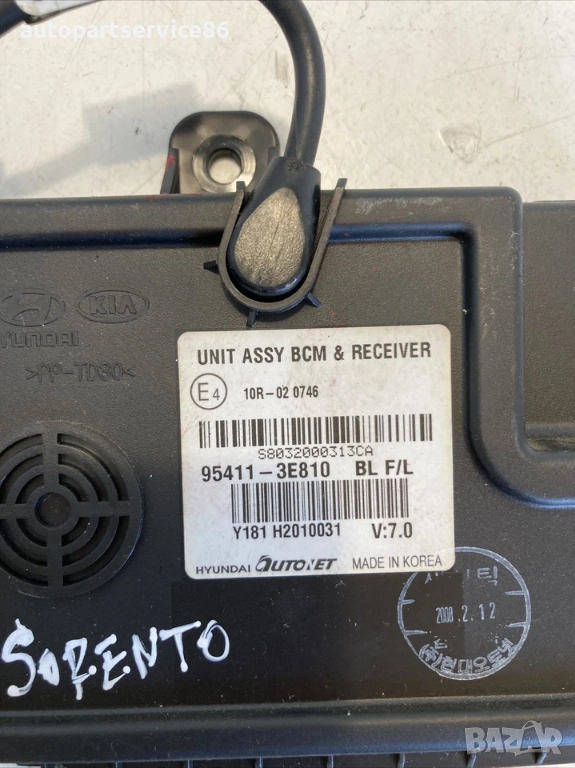 autopartservice86
HYUNDAI
KIA
>PP-TD30<
UNIT ASSY BCM & RECEIVER
E4
10R-02 0746
S8032000313CA
95411-3E810 BL F/L
Y181 H2010031 V:7.0
HYUNDAI AUTONET MADE IN KOREA
2008.2.12
SORENTO
BAZAR